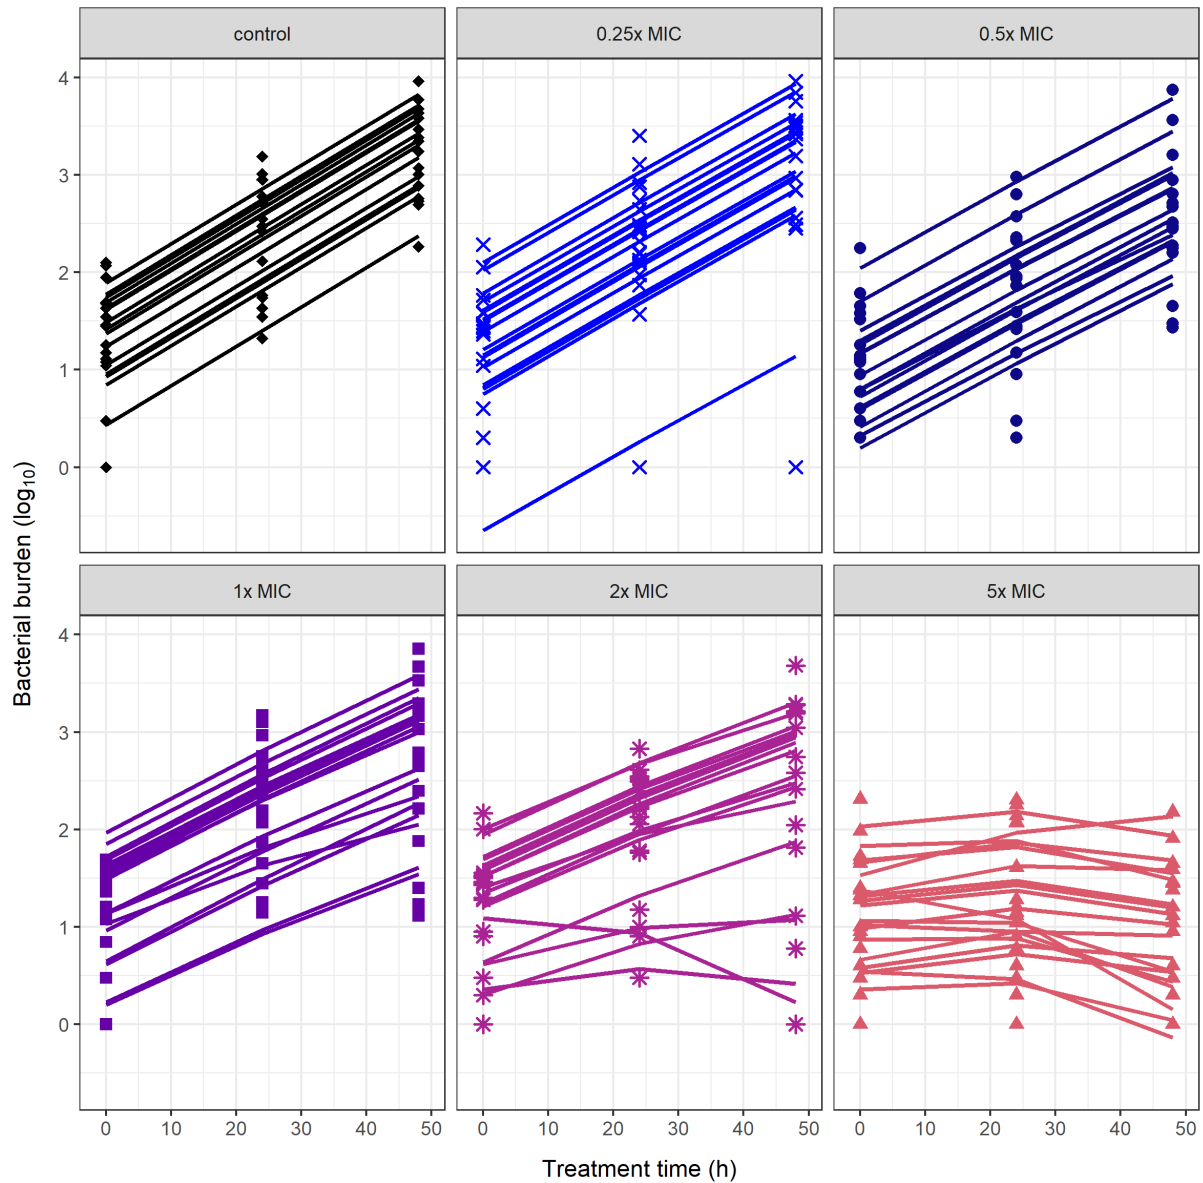 control
0.25x MIC
0.5x MIC
4
3
2
1
0
Bacterial burden (log₁₀)
1x MIC
2x MIC
5x MIC
4
3
2
1
0
0 10 20 30 40 50
0 10 20 30 40 50
0 10 20 30 40 50
Treatment time (h)